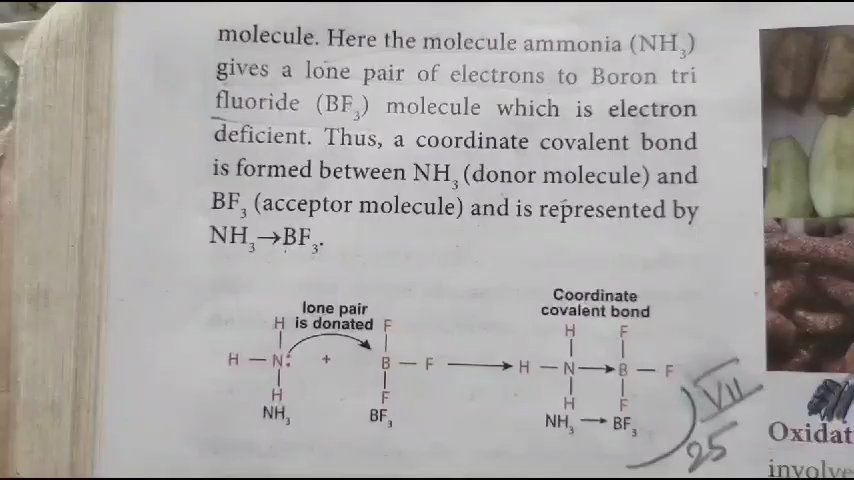 molecule. Here the molecule ammonia (NH₃)
gives a lone pair of electrons to Boron tri
fluoride (BF₃) molecule which is electron
deficient. Thus, a coordinate covalent bond
is formed between NH₃ (donor molecule) and
BF₃ (acceptor molecule) and is represented by
NH₃→BF₃.
lone pair
is donated
H F
H — N: + B — F
H F
NH₃ BF₃
Coordinate
covalent bond
H F
H — N → B — F
H F
NH₃ → BF₃
VII
25
Oxidat
involve